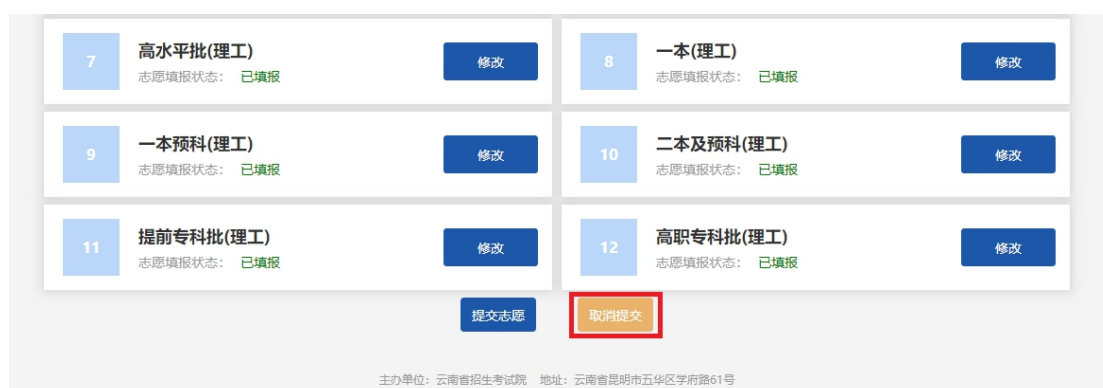 7 高水平批(理工) 修改
志愿填报状态： 已填报
8 一本(理工) 修改
志愿填报状态： 已填报
9 一本预科(理工) 修改
志愿填报状态： 已填报
10 二本及预科(理工) 修改
志愿填报状态： 已填报
11 提前专科批(理工) 修改
志愿填报状态： 已填报
12 高职专科批(理工) 修改
志愿填报状态： 已填报
提交志愿 取消提交
主办单位：云南省招生考试院 地址：云南省昆明市五华区学府路61号